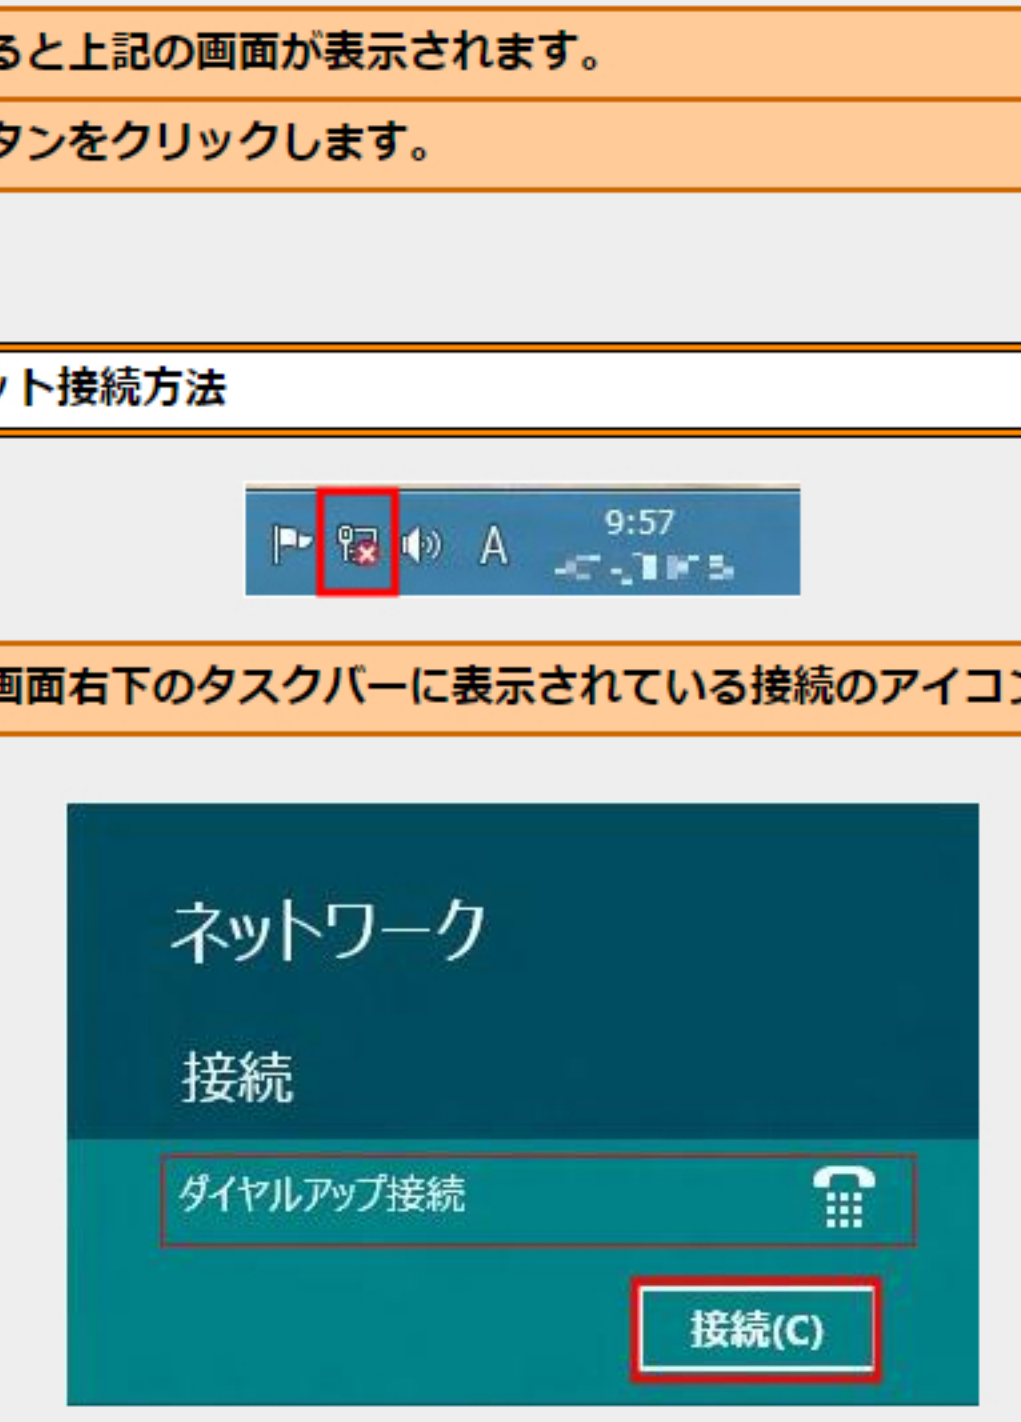 ると上記の画面が表示されます。
タンをクリックします。
ット接続方法
A 9:57
画面右下のタスクバーに表示されている接続のアイコン
ネットワーク
接続
ダイヤルアップ接続
接続(C)